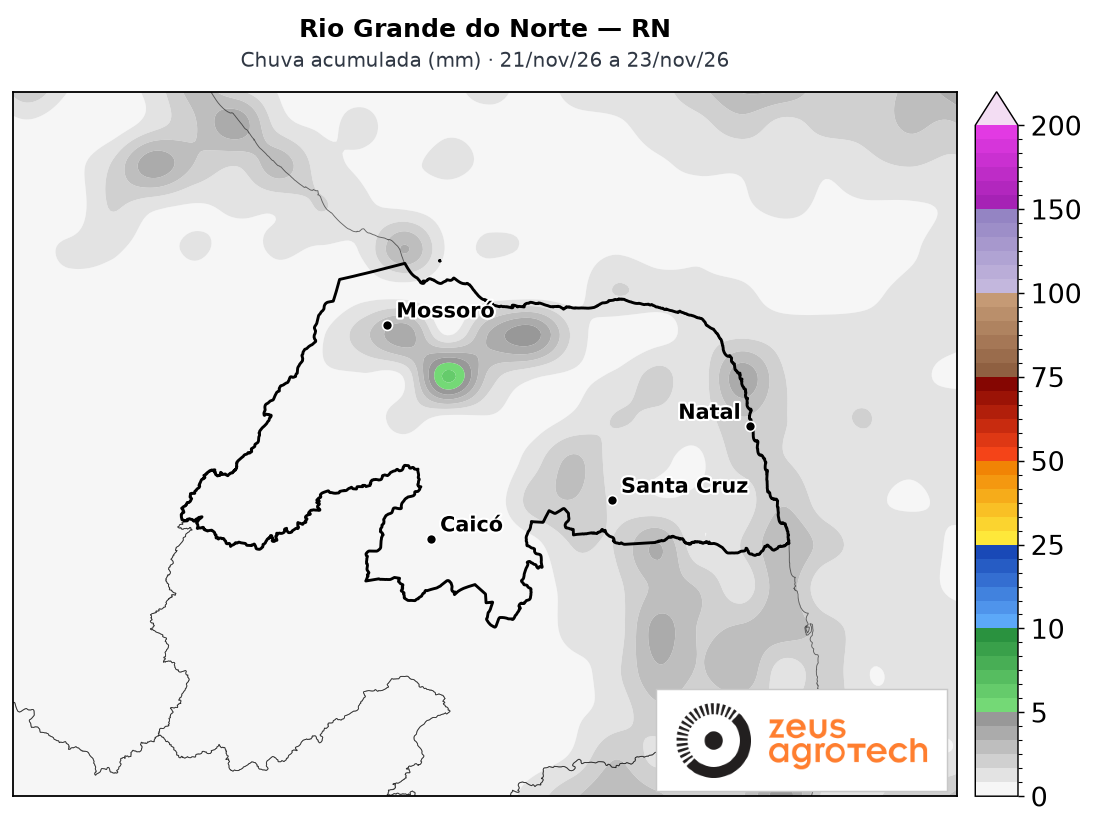 Rio Grande do Norte — RN
Chuva acumulada (mm) · 21/nov/26 a 23/nov/26
200
150
100
75
50
25
10
5
0
Mossoró
Natal
Santa Cruz
Caicó
zeus
agrotech